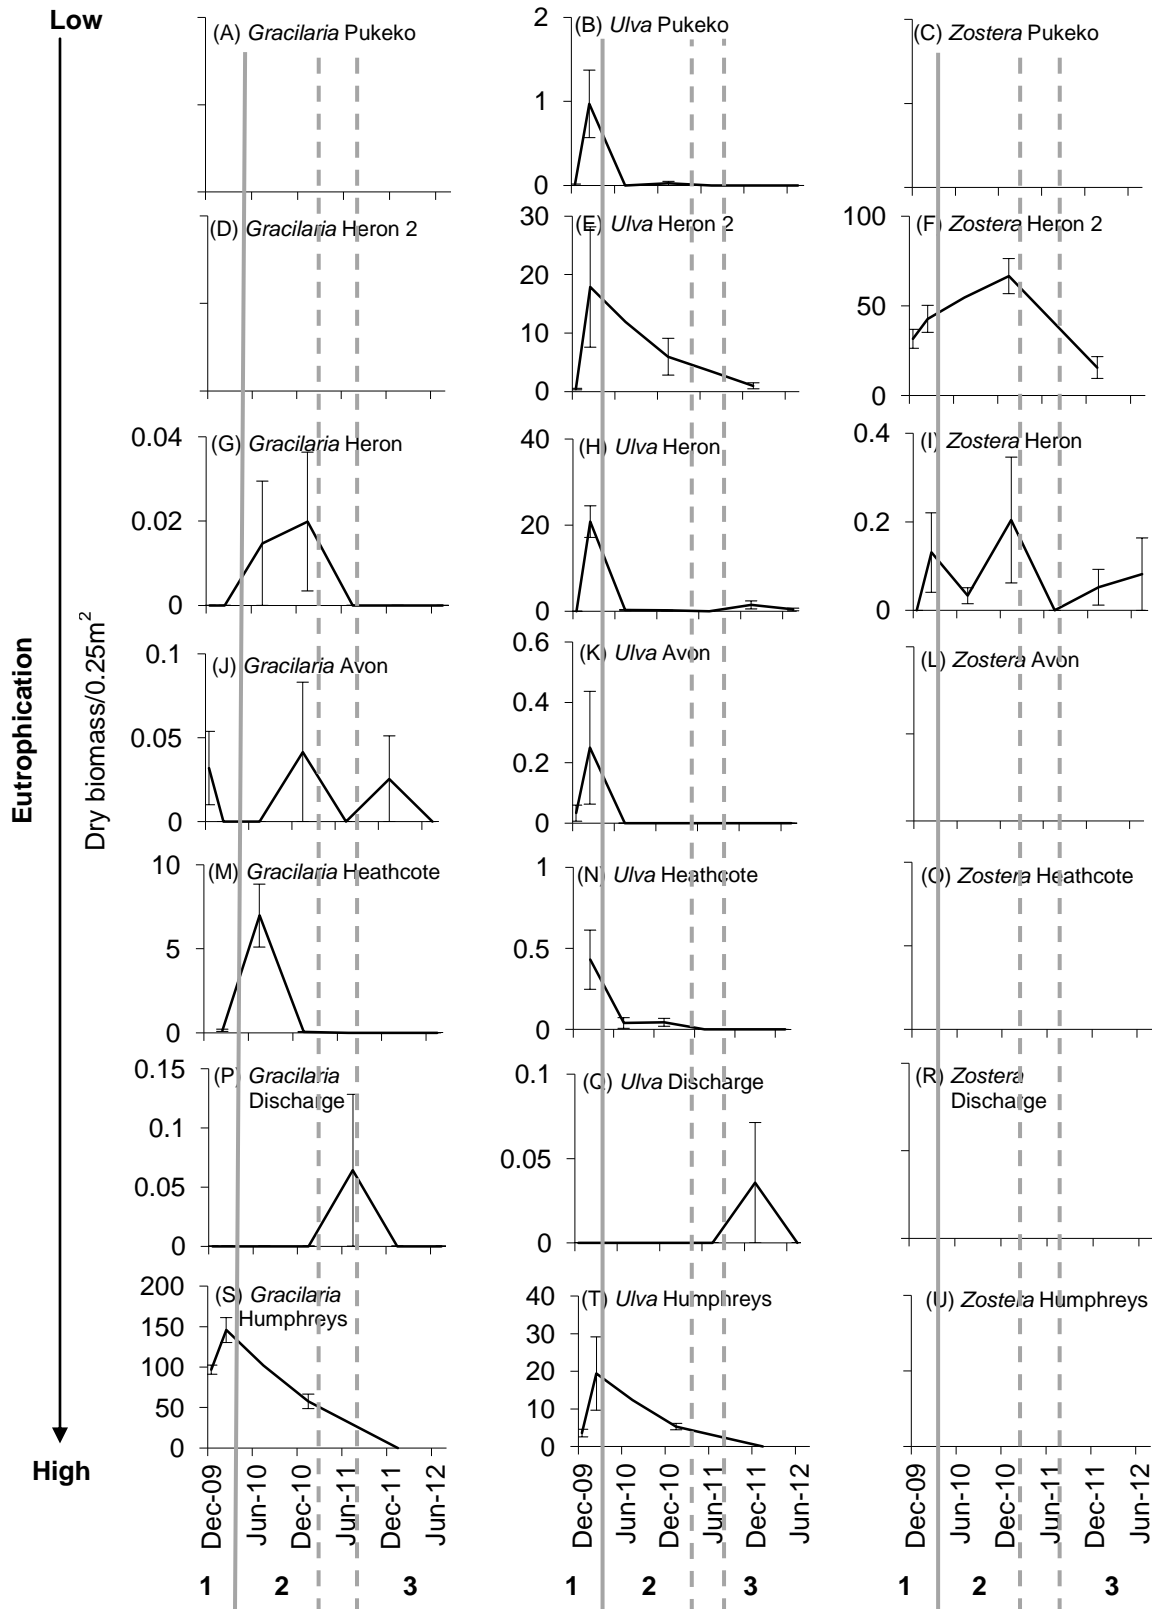 Low
(A) Gracilaria Pukeko
2
(B) Ulva Pukeko
(C) Zostera Pukeko
1
0
(D) Gracilaria Heron 2
30
(E) Ulva Heron 2
100
(F) Zostera Heron 2
20
50
10
0
0
0.04
(G) Gracilaria Heron
40
(H) Ulva Heron
0.4
(I) Zostera Heron
0.02
20
0.2
0
0
0
Eutrophication
Dry biomass/0.25m²
0.1
(J) Gracilaria Avon
0.6
(K) Ulva Avon
(L) Zostera Avon
0.4
0.05
0.2
0
0
10
(M) Gracilaria Heathcote
1
(N) Ulva Heathcote
(O) Zostera Heathcote
5
0.5
0
0
0.15
(P) Gracilaria
Discharge
0.1
(Q) Ulva Discharge
(R) Zostera
Discharge
0.1
0.05
0.05
0
0
200
(S) Gracilaria
Humphreys
40
(T) Ulva Humphreys
(U) Zostera Humphreys
150
30
100
20
50
10
0
0
High
Dec-09
Jun-10
Dec-10
Jun-11
Dec-11
Jun-12
Dec-09
Jun-10
Dec-10
Jun-11
Dec-11
Jun-12
Dec-09
Jun-10
Dec-10
Jun-11
Dec-11
Jun-12
1 2 3
1 2 3
1 2 3